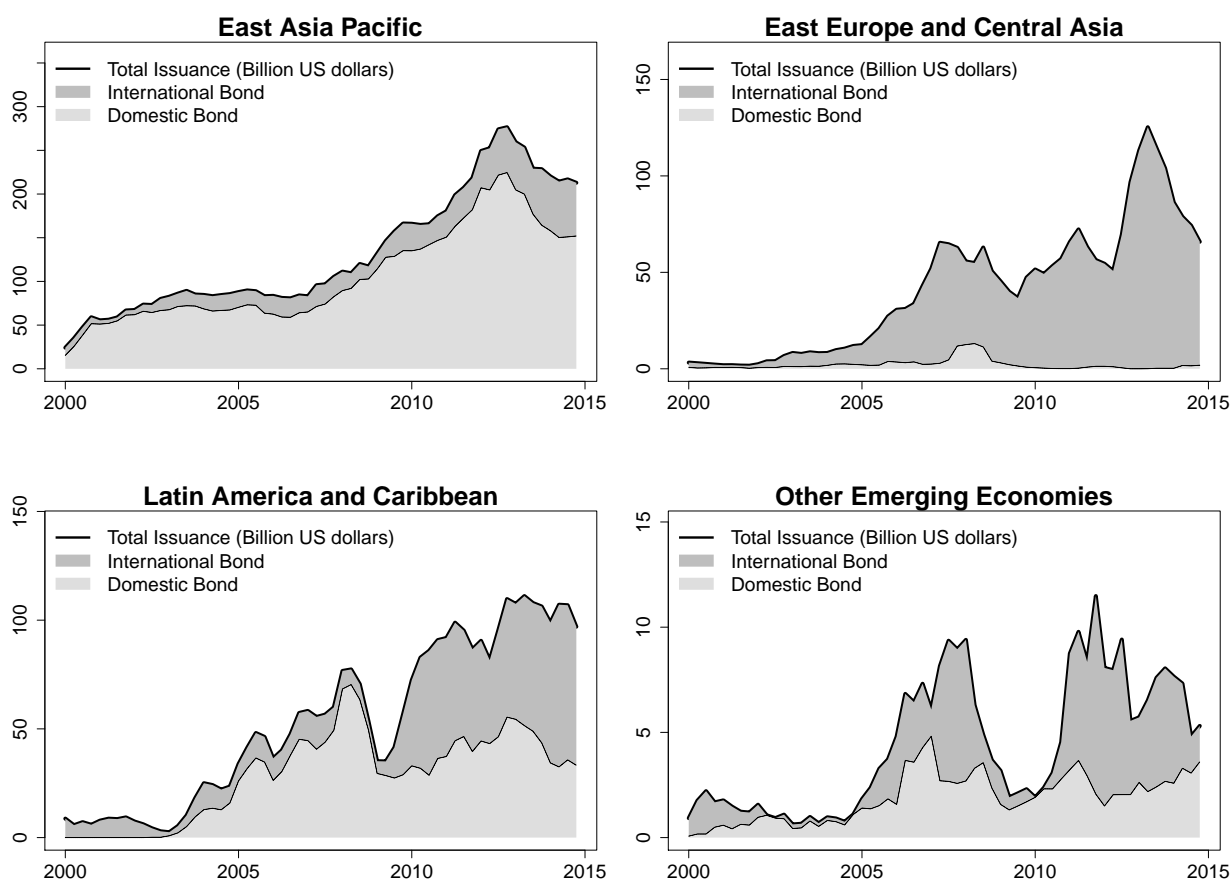 East Asia Pacific
Total Issuance (Billion US dollars)
International Bond
Domestic Bond
300
200
100
50
0
2000 2005 2010 2015
East Europe and Central Asia
Total Issuance (Billion US dollars)
International Bond
Domestic Bond
150
100
50
0
2000 2005 2010 2015
Latin America and Caribbean
Total Issuance (Billion US dollars)
International Bond
Domestic Bond
150
100
50
0
2000 2005 2010 2015
Other Emerging Economies
Total Issuance (Billion US dollars)
International Bond
Domestic Bond
15
10
5
0
2000 2005 2010 2015